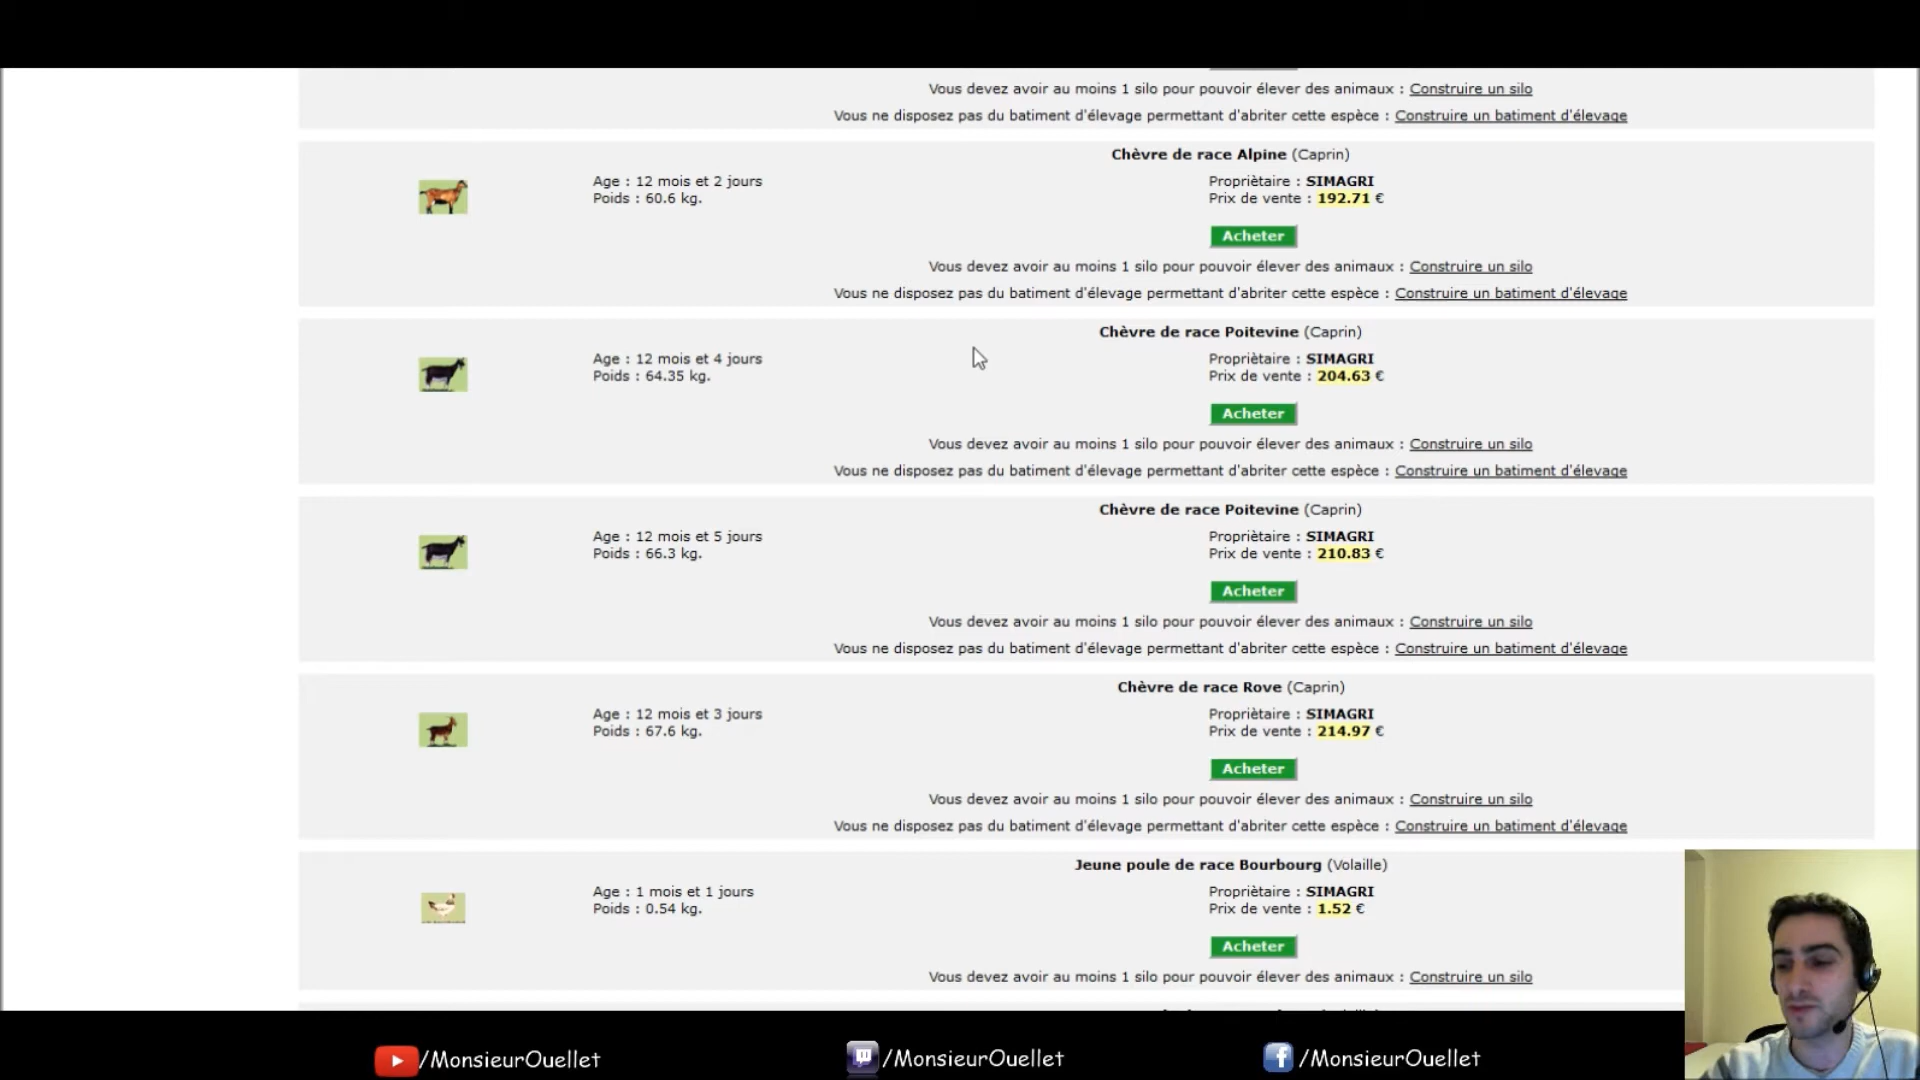 Vous devez avoir au moins 1 silo pour pouvoir élever des animaux : Construire un silo
Vous ne disposez pas du batiment d'élevage permettant d'abriter cette espèce : Construire un batiment d'élevage
Chèvre de race Alpine (Caprin)
Age : 12 mois et 2 jours
Poids : 60.6 kg.
Propriètaire : SIMAGRI
Prix de vente : 192.71 €
Acheter
Vous devez avoir au moins 1 silo pour pouvoir élever des animaux : Construire un silo
Vous ne disposez pas du batiment d'élevage permettant d'abriter cette espèce : Construire un batiment d'élevage
Chèvre de race Poitevine (Caprin)
Age : 12 mois et 4 jours
Poids : 64.35 kg.
Propriètaire : SIMAGRI
Prix de vente : 204.63 €
Acheter
Vous devez avoir au moins 1 silo pour pouvoir élever des animaux : Construire un silo
Vous ne disposez pas du batiment d'élevage permettant d'abriter cette espèce : Construire un batiment d'élevage
Chèvre de race Poitevine (Caprin)
Age : 12 mois et 5 jours
Poids : 66.3 kg.
Propriètaire : SIMAGRI
Prix de vente : 210.83 €
Acheter
Vous devez avoir au moins 1 silo pour pouvoir élever des animaux : Construire un silo
Vous ne disposez pas du batiment d'élevage permettant d'abriter cette espèce : Construire un batiment d'élevage
Chèvre de race Rove (Caprin)
Age : 12 mois et 3 jours
Poids : 67.6 kg.
Propriètaire : SIMAGRI
Prix de vente : 214.97 €
Acheter
Vous devez avoir au moins 1 silo pour pouvoir élever des animaux : Construire un silo
Vous ne disposez pas du batiment d'élevage permettant d'abriter cette espèce : Construire un batiment d'élevage
Jeune poule de race Bourbourg (Volaille)
Age : 1 mois et 1 jours
Poids : 0.54 kg.
Propriètaire : SIMAGRI
Prix de vente : 1.52 €
Acheter
Vous devez avoir au moins 1 silo pour pouvoir élever des animaux : Construire un silo
/MonsieurOuellet
/MonsieurOuellet
/MonsieurOuellet